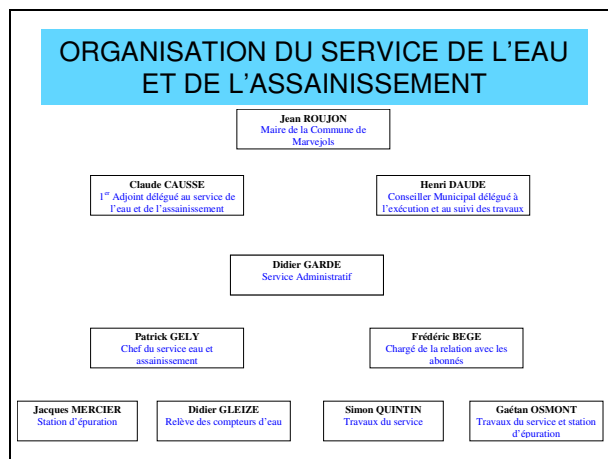 ORGANISATION DU SERVICE DE L'EAU
ET DE L'ASSAINISSEMENT
Jean ROUJON
Maire de la Commune de
Marvejols
Claude CAUSSE
1er Adjoint délégué au service de
l'eau et de l'assainissement
Henri DAUDE
Conseiller Municipal délégué à
l'exécution et au suivi des travaux
Didier GARDE
Service Administratif
Patrick GELY
Chef du service eau et
assainissement
Frédéric BEGE
Chargé de la relation avec les
abonnés
Jacques MERCIER
Station d'épuration
Didier GLEIZE
Relève des compteurs d'eau
Simon QUINTIN
Travaux du service
Gaétan OSMONT
Travaux du service et station
d'épuration